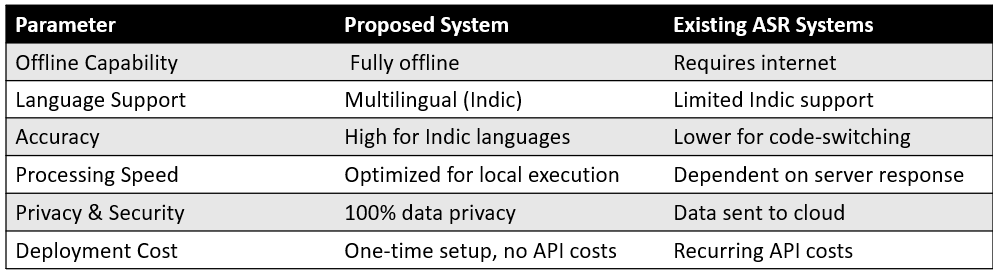 Parameter Proposed System Existing ASR Systems
Offline Capability Fully offline Requires internet
Language Support Multilingual (Indic) Limited Indic support
Accuracy High for Indic languages Lower for code-switching
Processing Speed Optimized for local execution Dependent on server response
Privacy & Security 100% data privacy Data sent to cloud
Deployment Cost One-time setup, no API costs Recurring API costs